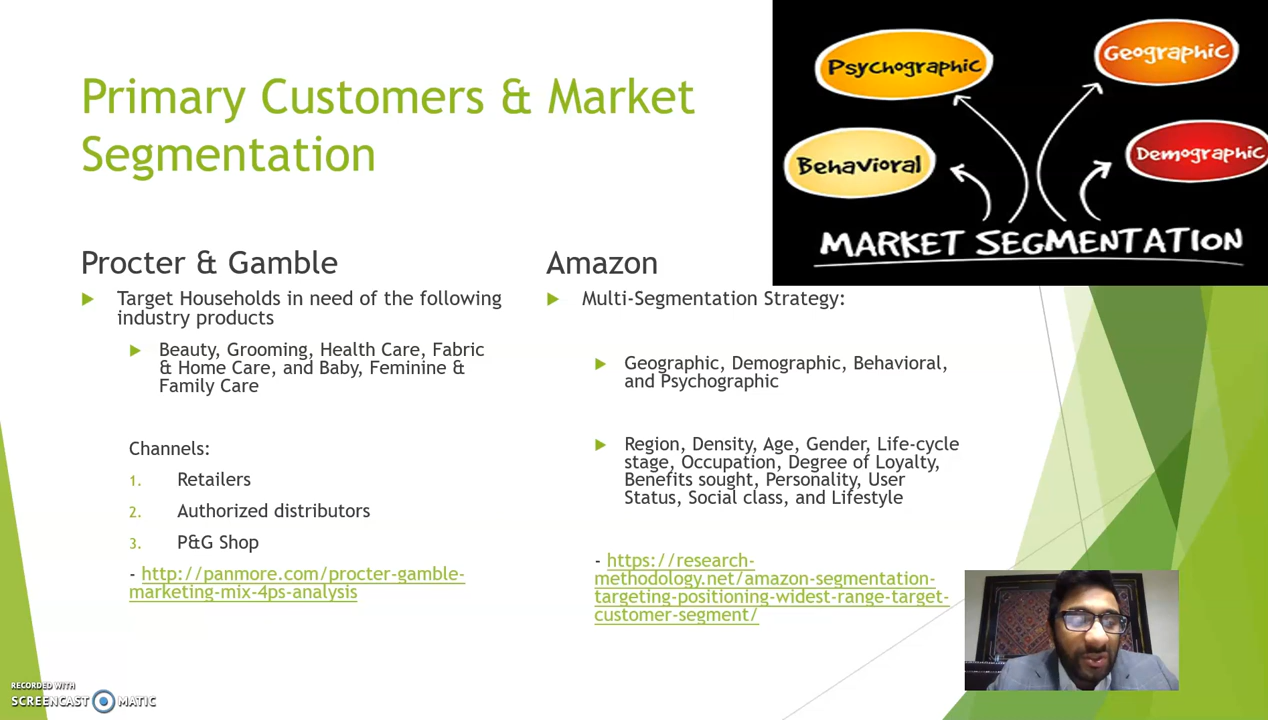 Primary Customers & Market
Segmentation
Psychographic
Geographic
Behavioral
Demographic
MARKET SEGMENTATION
Procter & Gamble
Target Households in need of the following
industry products
Beauty, Grooming, Health Care, Fabric
& Home Care, and Baby, Feminine &
Family Care
Channels:
1. Retailers
2. Authorized distributors
3. P&G Shop
- http://panmore.com/procter-gamble-
marketing-mix-4ps-analysis
Amazon
Multi-Segmentation Strategy:
Geographic, Demographic, Behavioral,
and Psychographic
Region, Density, Age, Gender, Life-cycle
stage, Occupation, Degree of Loyalty,
Benefits sought, Personality, User
Status, Social class, and Lifestyle
- https://research-
methodology.net/amazon-segmentation-
targeting-positioning-widest-range-target-
customer-segment/
RECORDED WITH
SCREENCAST MATIC